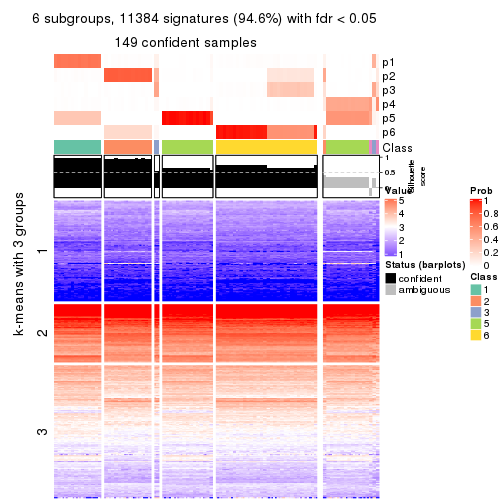 6 subgroups, 11384 signatures (94.6%) with fdr < 0.05
149 confident samples
p1
p2
p3
p4
p5
p6
Class
1
0.5
0
Silhouette
score
k-means with 3 groups
1
2
3
Value
5
4
3
2
1
Status (barplots)
confident
ambiguous
Prob
1
0.8
0.6
0.4
0.2
0
Class
1
2
3
5
6